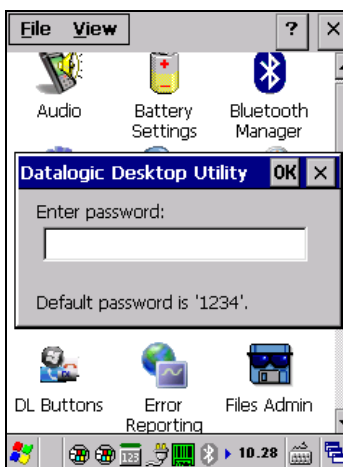 File View ? ×
Audio Battery Bluetooth
Settings Manager
Datalogic Desktop Utility OK ×
Enter password:
Default password is '1234'.
DL Buttons Error Files Admin
Reporting
123 10.28